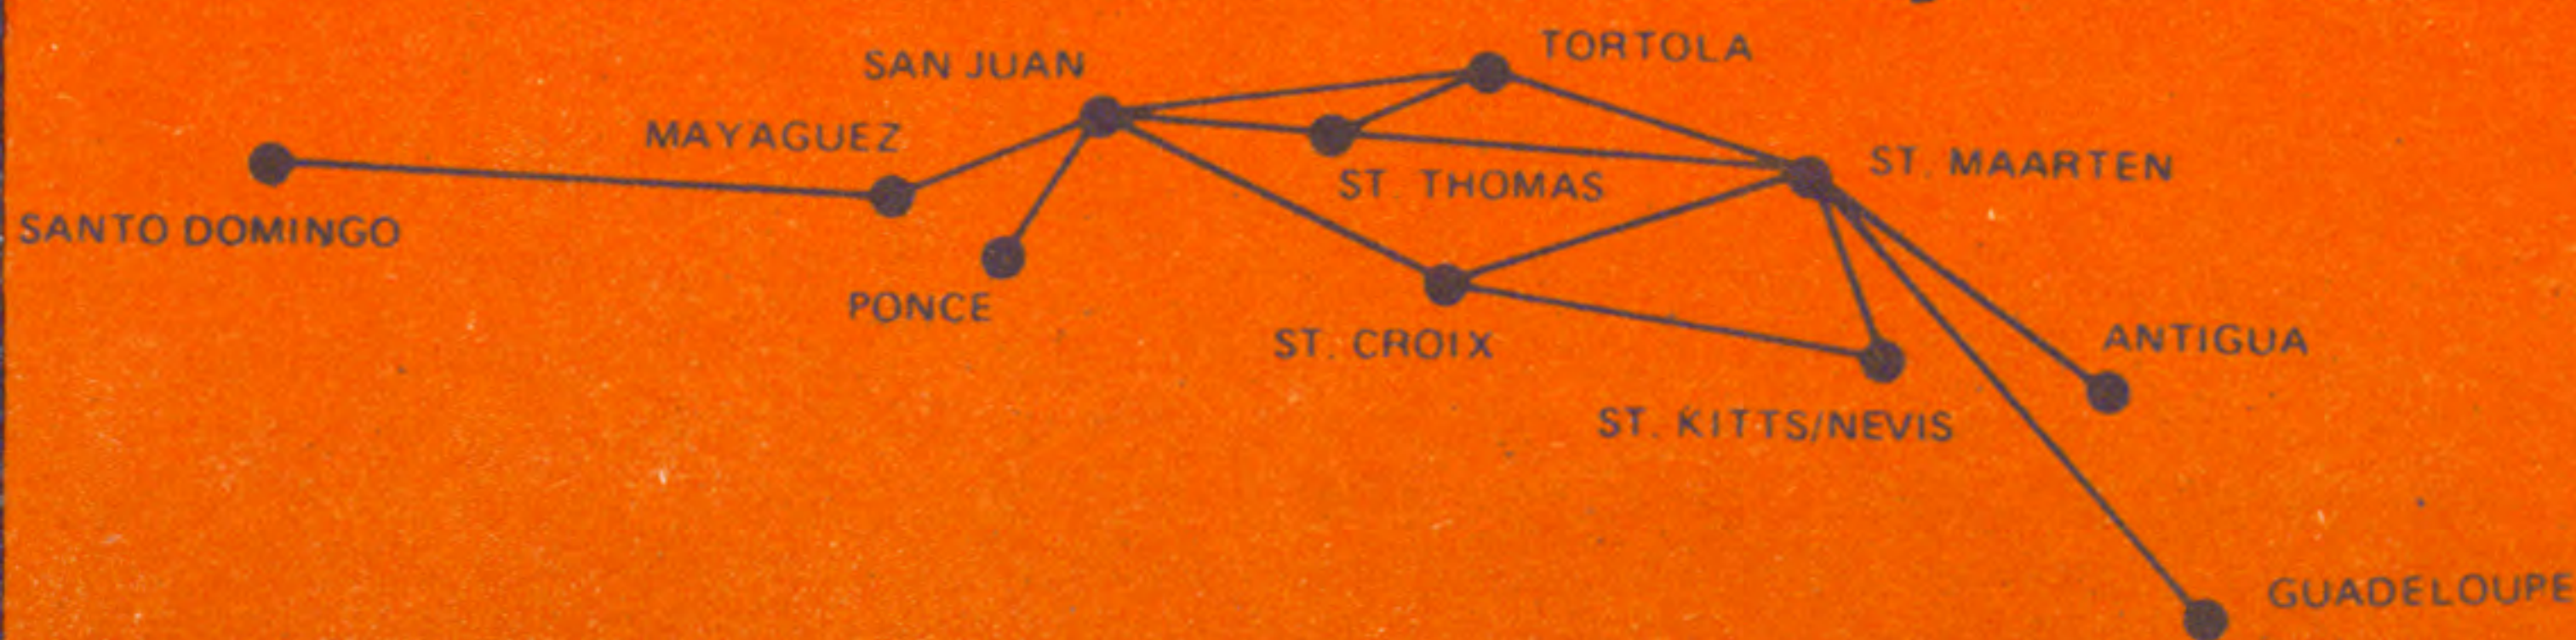 TORTOLA
SAN JUAN
MAYAGUEZ
ST. MAARTEN
ST. THOMAS
SANTO DOMINGO
PONCE
ST. CROIX
ANTIGUA
ST. KITTS/NEVIS
GUADELOUPE